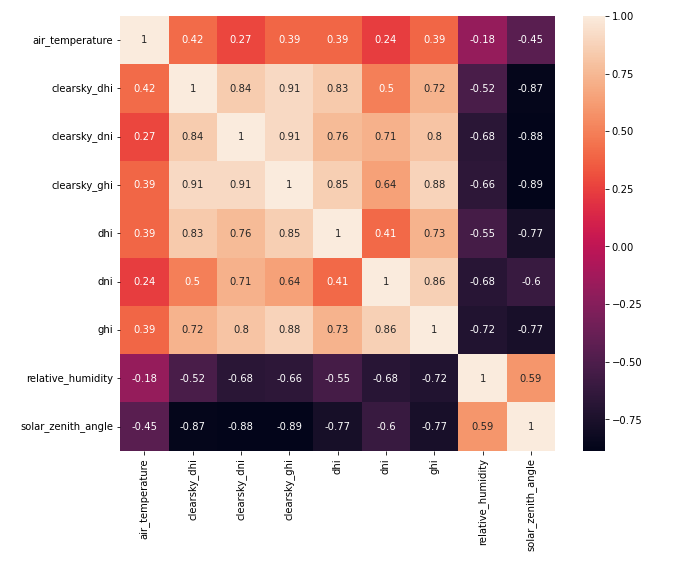 air_temperature 1 0.42 0.27 0.39 0.39 0.24 0.39 -0.18 -0.45
clearsky_dhi 0.42 1 0.84 0.91 0.83 0.5 0.72 -0.52 -0.87
clearsky_dni 0.27 0.84 1 0.91 0.76 0.71 0.8 -0.68 -0.88
clearsky_ghi 0.39 0.91 0.91 1 0.85 0.64 0.88 -0.66 -0.89
dhi 0.39 0.83 0.76 0.85 1 0.41 0.73 -0.55 -0.77
dni 0.24 0.5 0.71 0.64 0.41 1 0.86 -0.68 -0.6
ghi 0.39 0.72 0.8 0.88 0.73 0.86 1 -0.72 -0.77
relative_humidity -0.18 -0.52 -0.68 -0.66 -0.55 -0.68 -0.72 1 0.59
solar_zenith_angle -0.45 -0.87 -0.88 -0.89 -0.77 -0.6 -0.77 0.59 1
air_temperature
clearsky_dhi
clearsky_dni
clearsky_ghi
dhi
dni
ghi
relative_humidity
solar_zenith_angle
1.00
0.75
0.50
0.25
0.00
−0.25
−0.50
−0.75